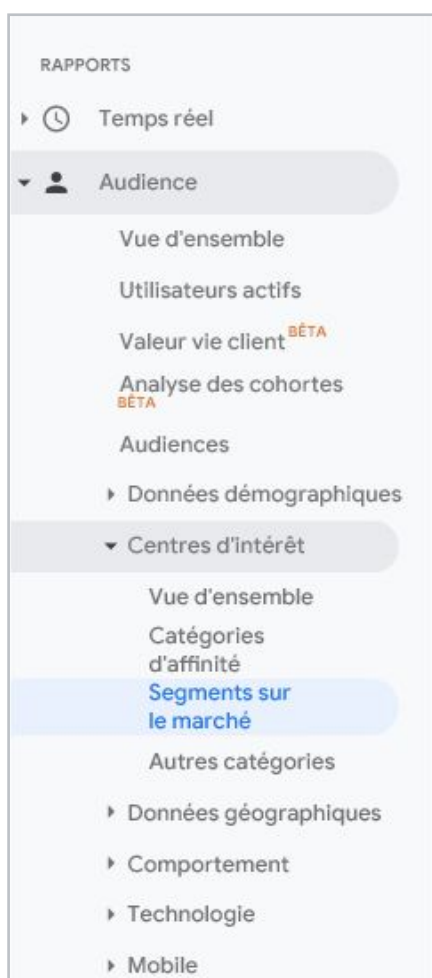 RAPPORTS
Temps réel
Audience
Vue d'ensemble
Utilisateurs actifs
Valeur vie client BÊTA
Analyse des cohortes
BÊTA
Audiences
Données démographiques
Centres d'intérêt
Vue d'ensemble
Catégories
d'affinité
Segments sur
le marché
Autres catégories
Données géographiques
Comportement
Technologie
Mobile